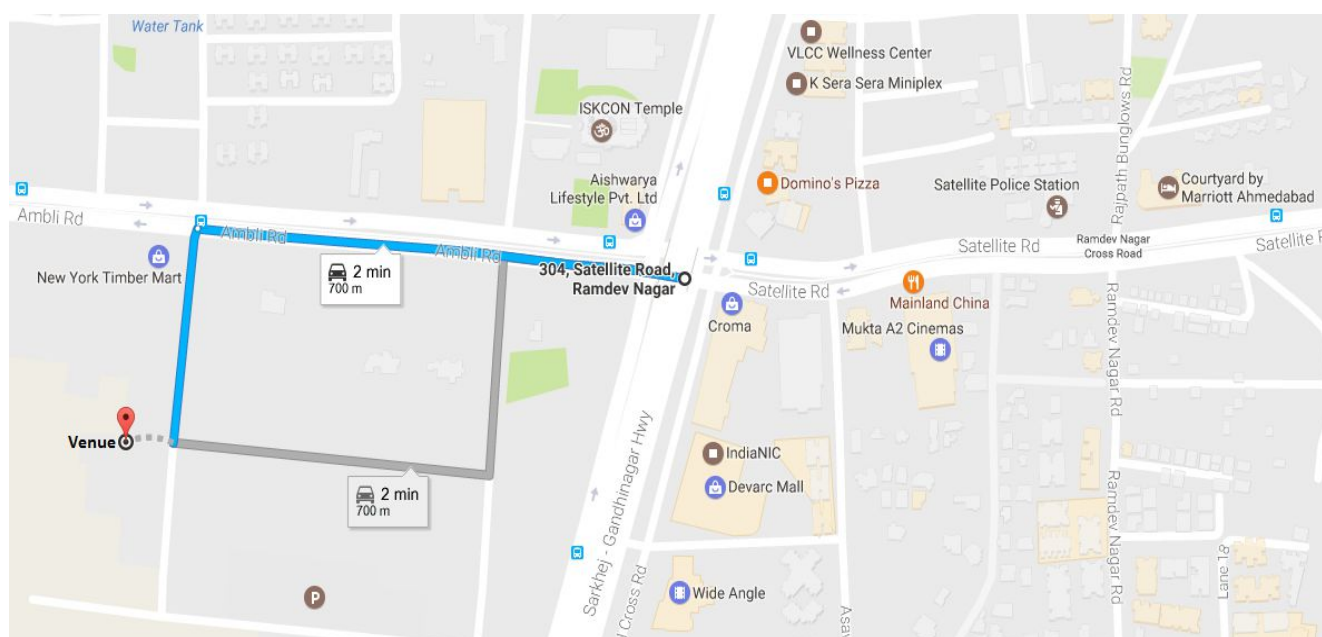 Water Tank
VLCC Wellness Center
K Sera Sera Miniplex
ISKCON Temple
Rajpath Bunglows Rd
Aishwarya
Lifestyle Pvt. Ltd
Domino's Pizza
Satellite Police Station
Courtyard by
Marriott Ahmedabad
Ambli Rd
Ambli Rd
Ambli Rd
Satellite Rd
Ramdev Nagar
Cross Road
Satellite R
New York Timber Mart
2 min
700 m
304, Satellite Road,
Ramdev Nagar
Satellite Rd
Mainland China
Croma
Mukta A2 Cinemas
Ramdev Nagar Rd
Venue
IndiaNIC
Devarc Mall
2 min
700 m
Sarkhej - Gandhinagar Hwy
Ramdev Nagar Rd
Cross Rd
Wide Angle
P
Lane 18